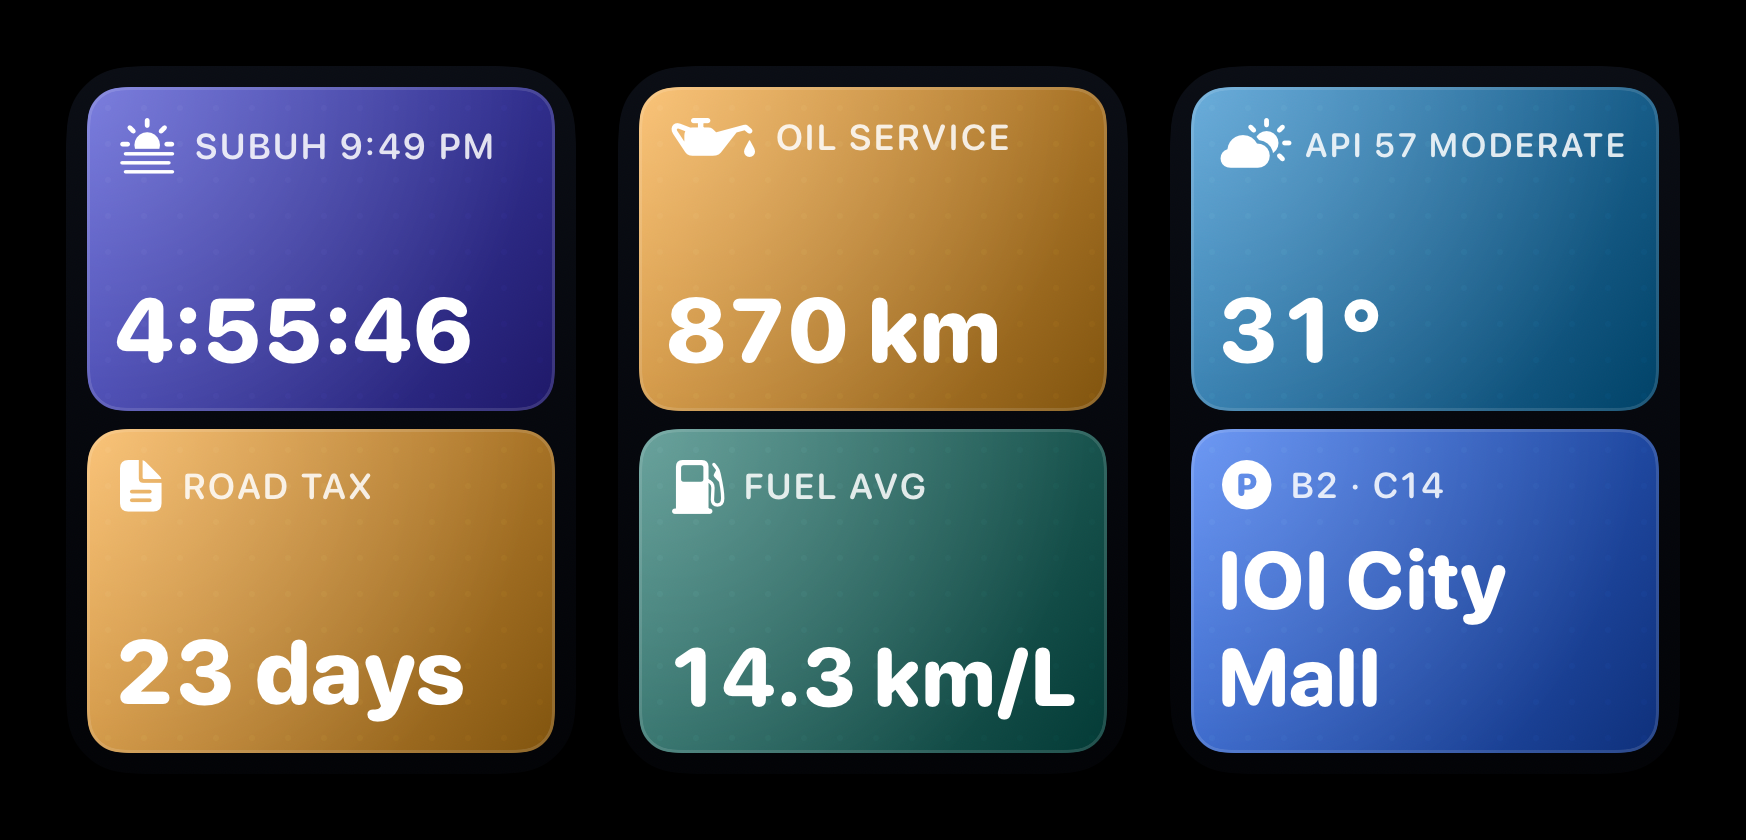 SUBUH 9:49 PM
4:55:46
ROAD TAX
23 days
OIL SERVICE
870 km
FUEL AVG
14.3 km/L
API 57 MODERATE
31°
P B2 · C14
IOI City
Mall